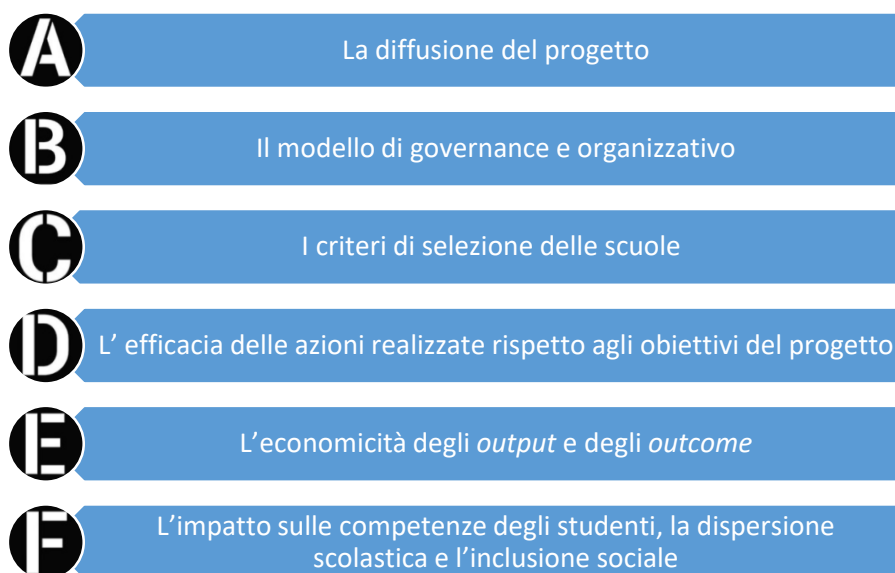 A
La diffusione del progetto
B
Il modello di governance e organizzativo
C
I criteri di selezione delle scuole
D
L’ efficacia delle azioni realizzate rispetto agli obiettivi del progetto
E
L’economicità degli output e degli outcome
F
L’impatto sulle competenze degli studenti, la dispersione
scolastica e l’inclusione sociale